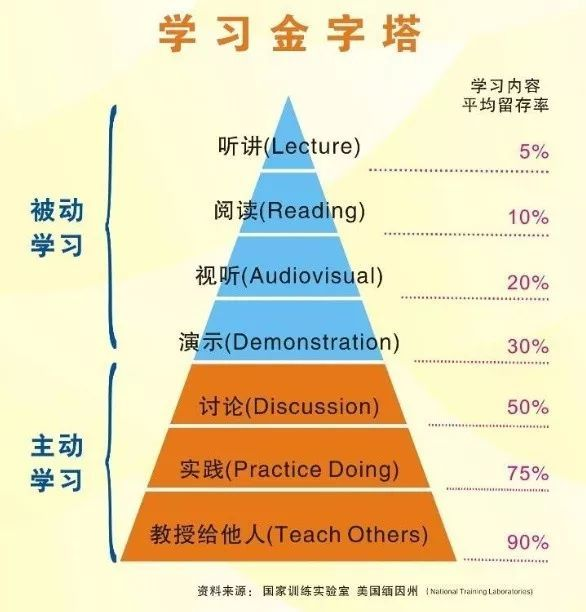 学习金字塔
学习内容
平均留存率
被动
学习
听讲(Lecture) 5%
阅读(Reading) 10%
视听(Audiovisual) 20%
演示(Demonstration) 30%
主动
学习
讨论(Discussion) 50%
实践(Practice Doing) 75%
教授给他人(Teach Others) 90%
资料来源: 国家训练实验室 美国缅因州 (National Training Laboratories)